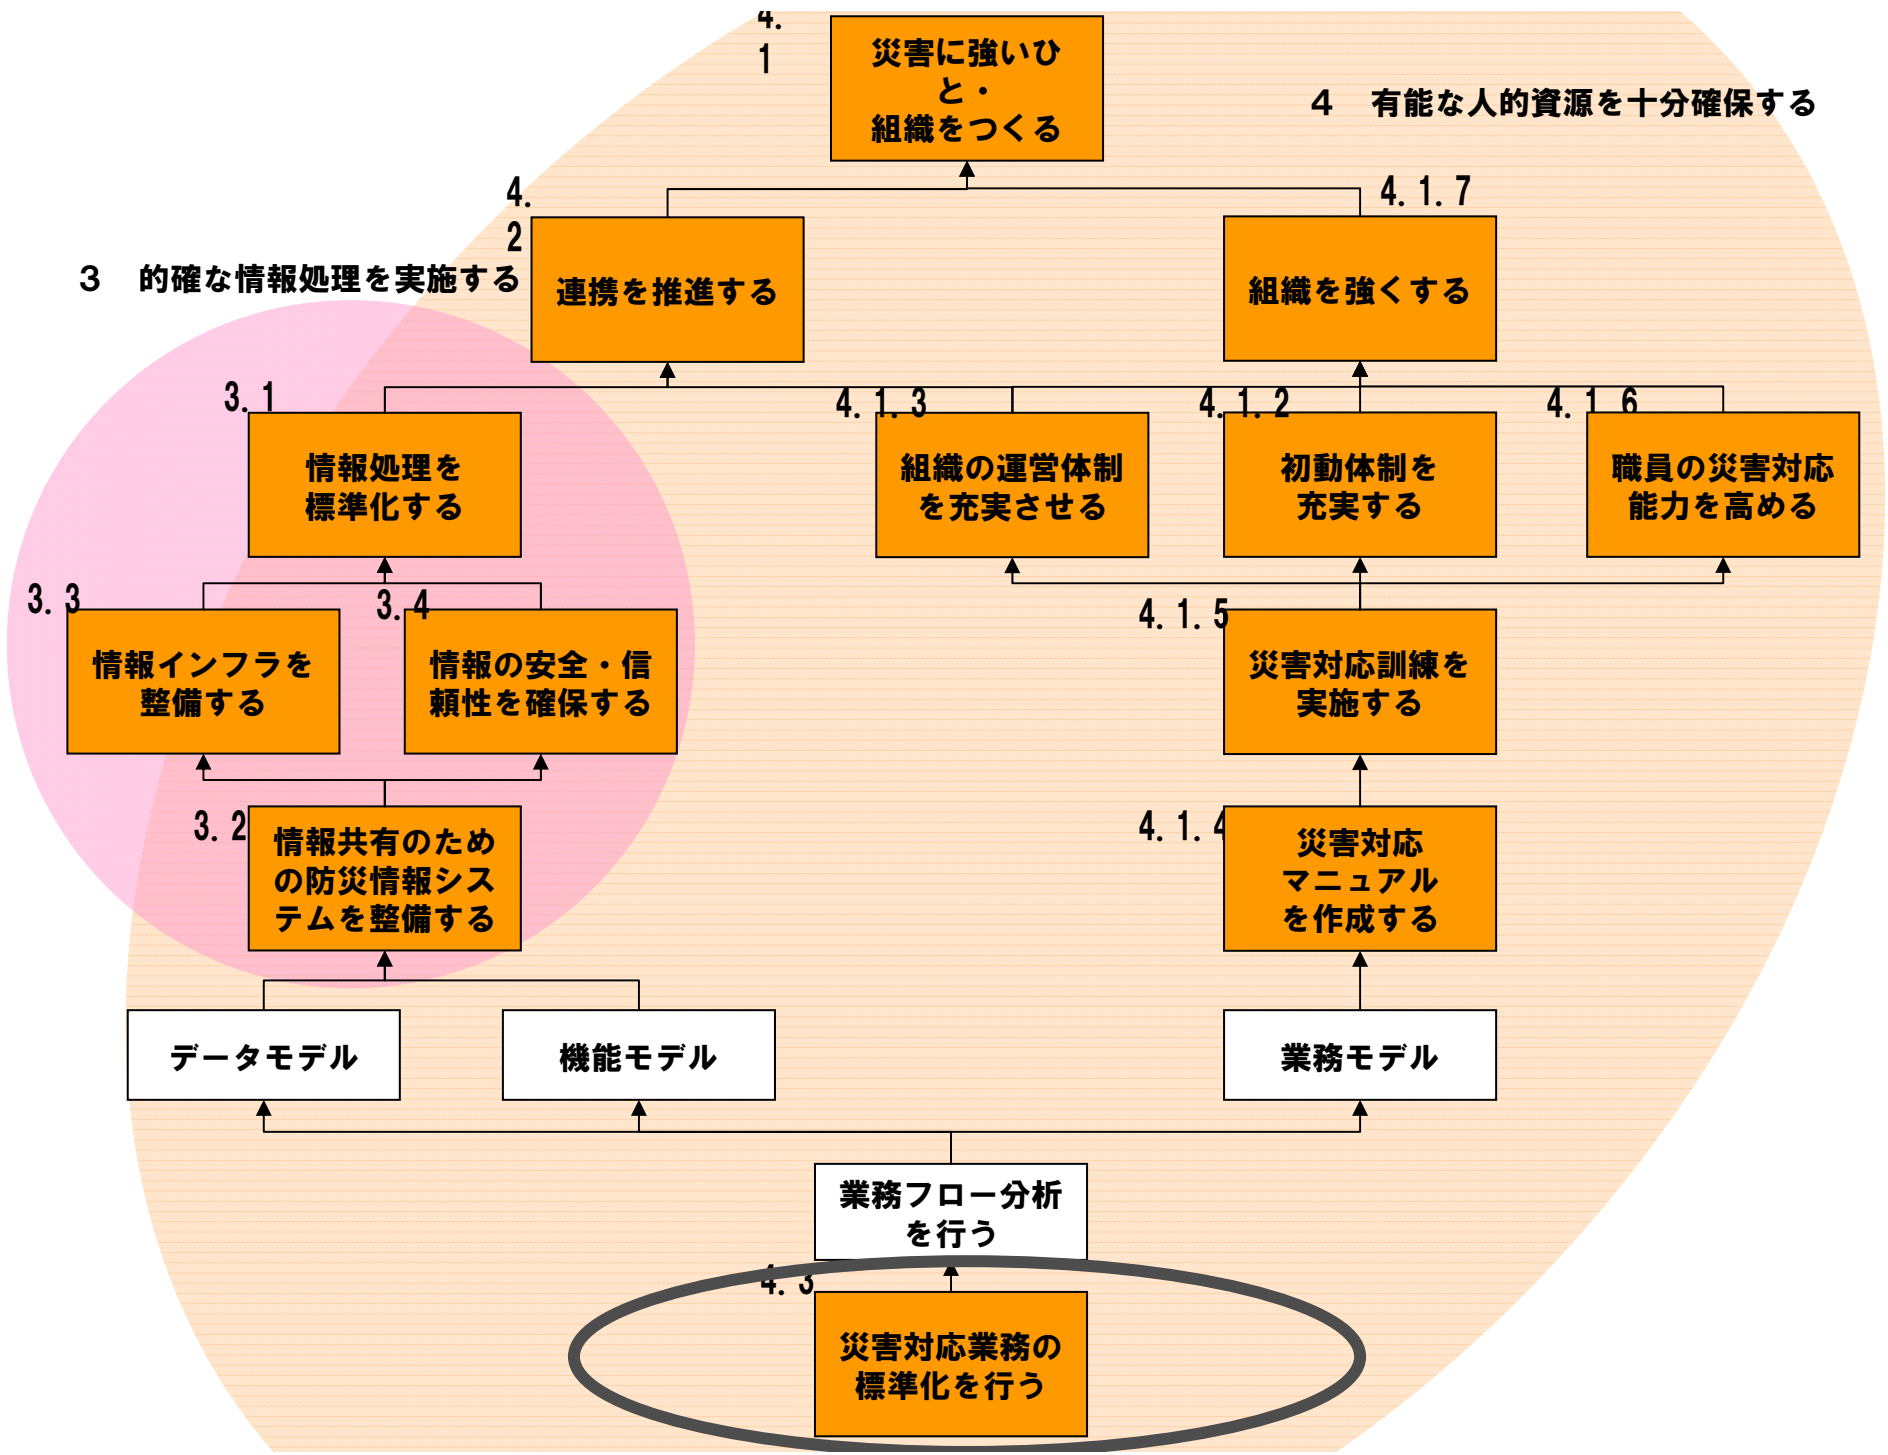 4.
1
災害に強いひ
と・
組織をつくる
４　有能な人的資源を十分確保する
4.
2
連携を推進する
4.1.7
組織を強くする
３　的確な情報処理を実施する
3.1
情報処理を
標準化する
4.1.3
組織の運営体制
を充実させる
4.1.2
初動体制を
充実する
4.1.6
職員の災害対応
能力を高める
3.3
情報インフラを
整備する
3.4
情報の安全・信
頼性を確保する
4.1.5
災害対応訓練を
実施する
3.2
情報共有のため
の防災情報シス
テムを整備する
4.1.4
災害対応
マニュアル
を作成する
データモデル
機能モデル
業務モデル
業務フロー分析
を行う
4.3
災害対応業務の
標準化を行う